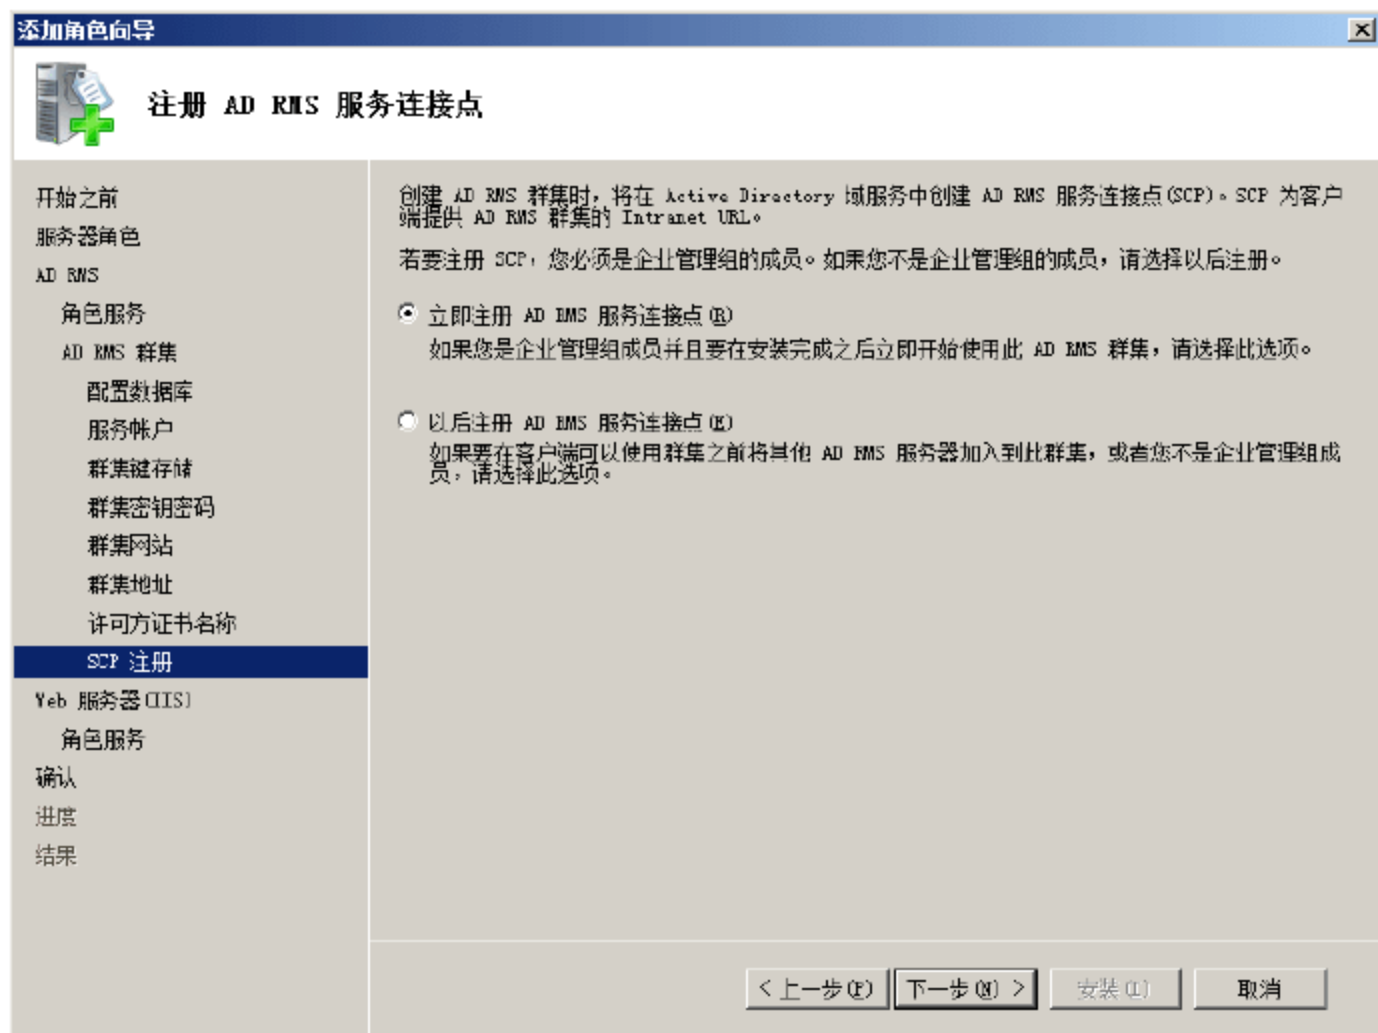 添加角色向导
注册 AD RMS 服务连接点
开始之前
服务器角色
AD RMS
角色服务
AD RMS 群集
配置数据库
服务帐户
群集键存储
群集密钥密码
群集网站
群集地址
许可方证书名称
SCP 注册
Web 服务器(IIS)
角色服务
确认
进度
结果
创建 AD RMS 群集时，将在 Active Directory 域服务中创建 AD RMS 服务连接点(SCP)。SCP 为客户
端提供 AD RMS 群集的 Intranet URL。
若要注册 SCP，您必须是企业管理组的成员。如果您不是企业管理组的成员，请选择以后注册。
立即注册 AD RMS 服务连接点(R)
如果您是企业管理组成员并且要在安装完成之后立即开始使用此 AD RMS 群集，请选择此选项。
以后注册 AD RMS 服务连接点(E)
如果要在客户端可以使用群集之前将其他 AD RMS 服务器加入到此群集，或者您不是企业管理组成
员，请选择此选项。
< 上一步(P) 下一步(N) > 安装(I) 取消